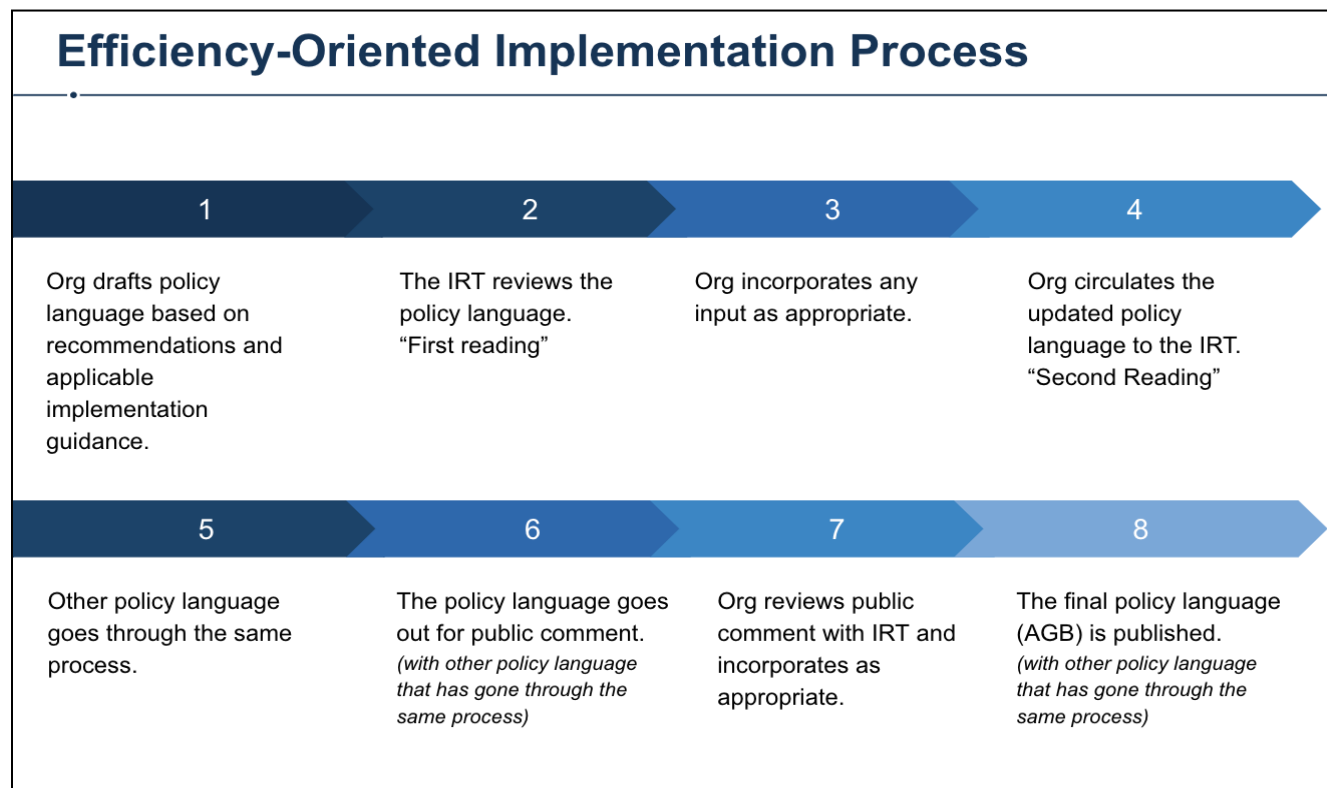 Efficiency-Oriented Implementation Process
1
2
3
4
Org drafts policy
language based on
recommendations and
applicable
implementation
guidance.
The IRT reviews the
policy language.
“First reading”
Org incorporates any
input as appropriate.
Org circulates the
updated policy
language to the IRT.
“Second Reading”
5
6
7
8
Other policy language
goes through the same
process.
The policy language goes
out for public comment.
(with other policy language
that has gone through the
same process)
Org reviews public
comment with IRT and
incorporates as
appropriate.
The final policy language
(AGB) is published.
(with other policy language
that has gone through the
same process)